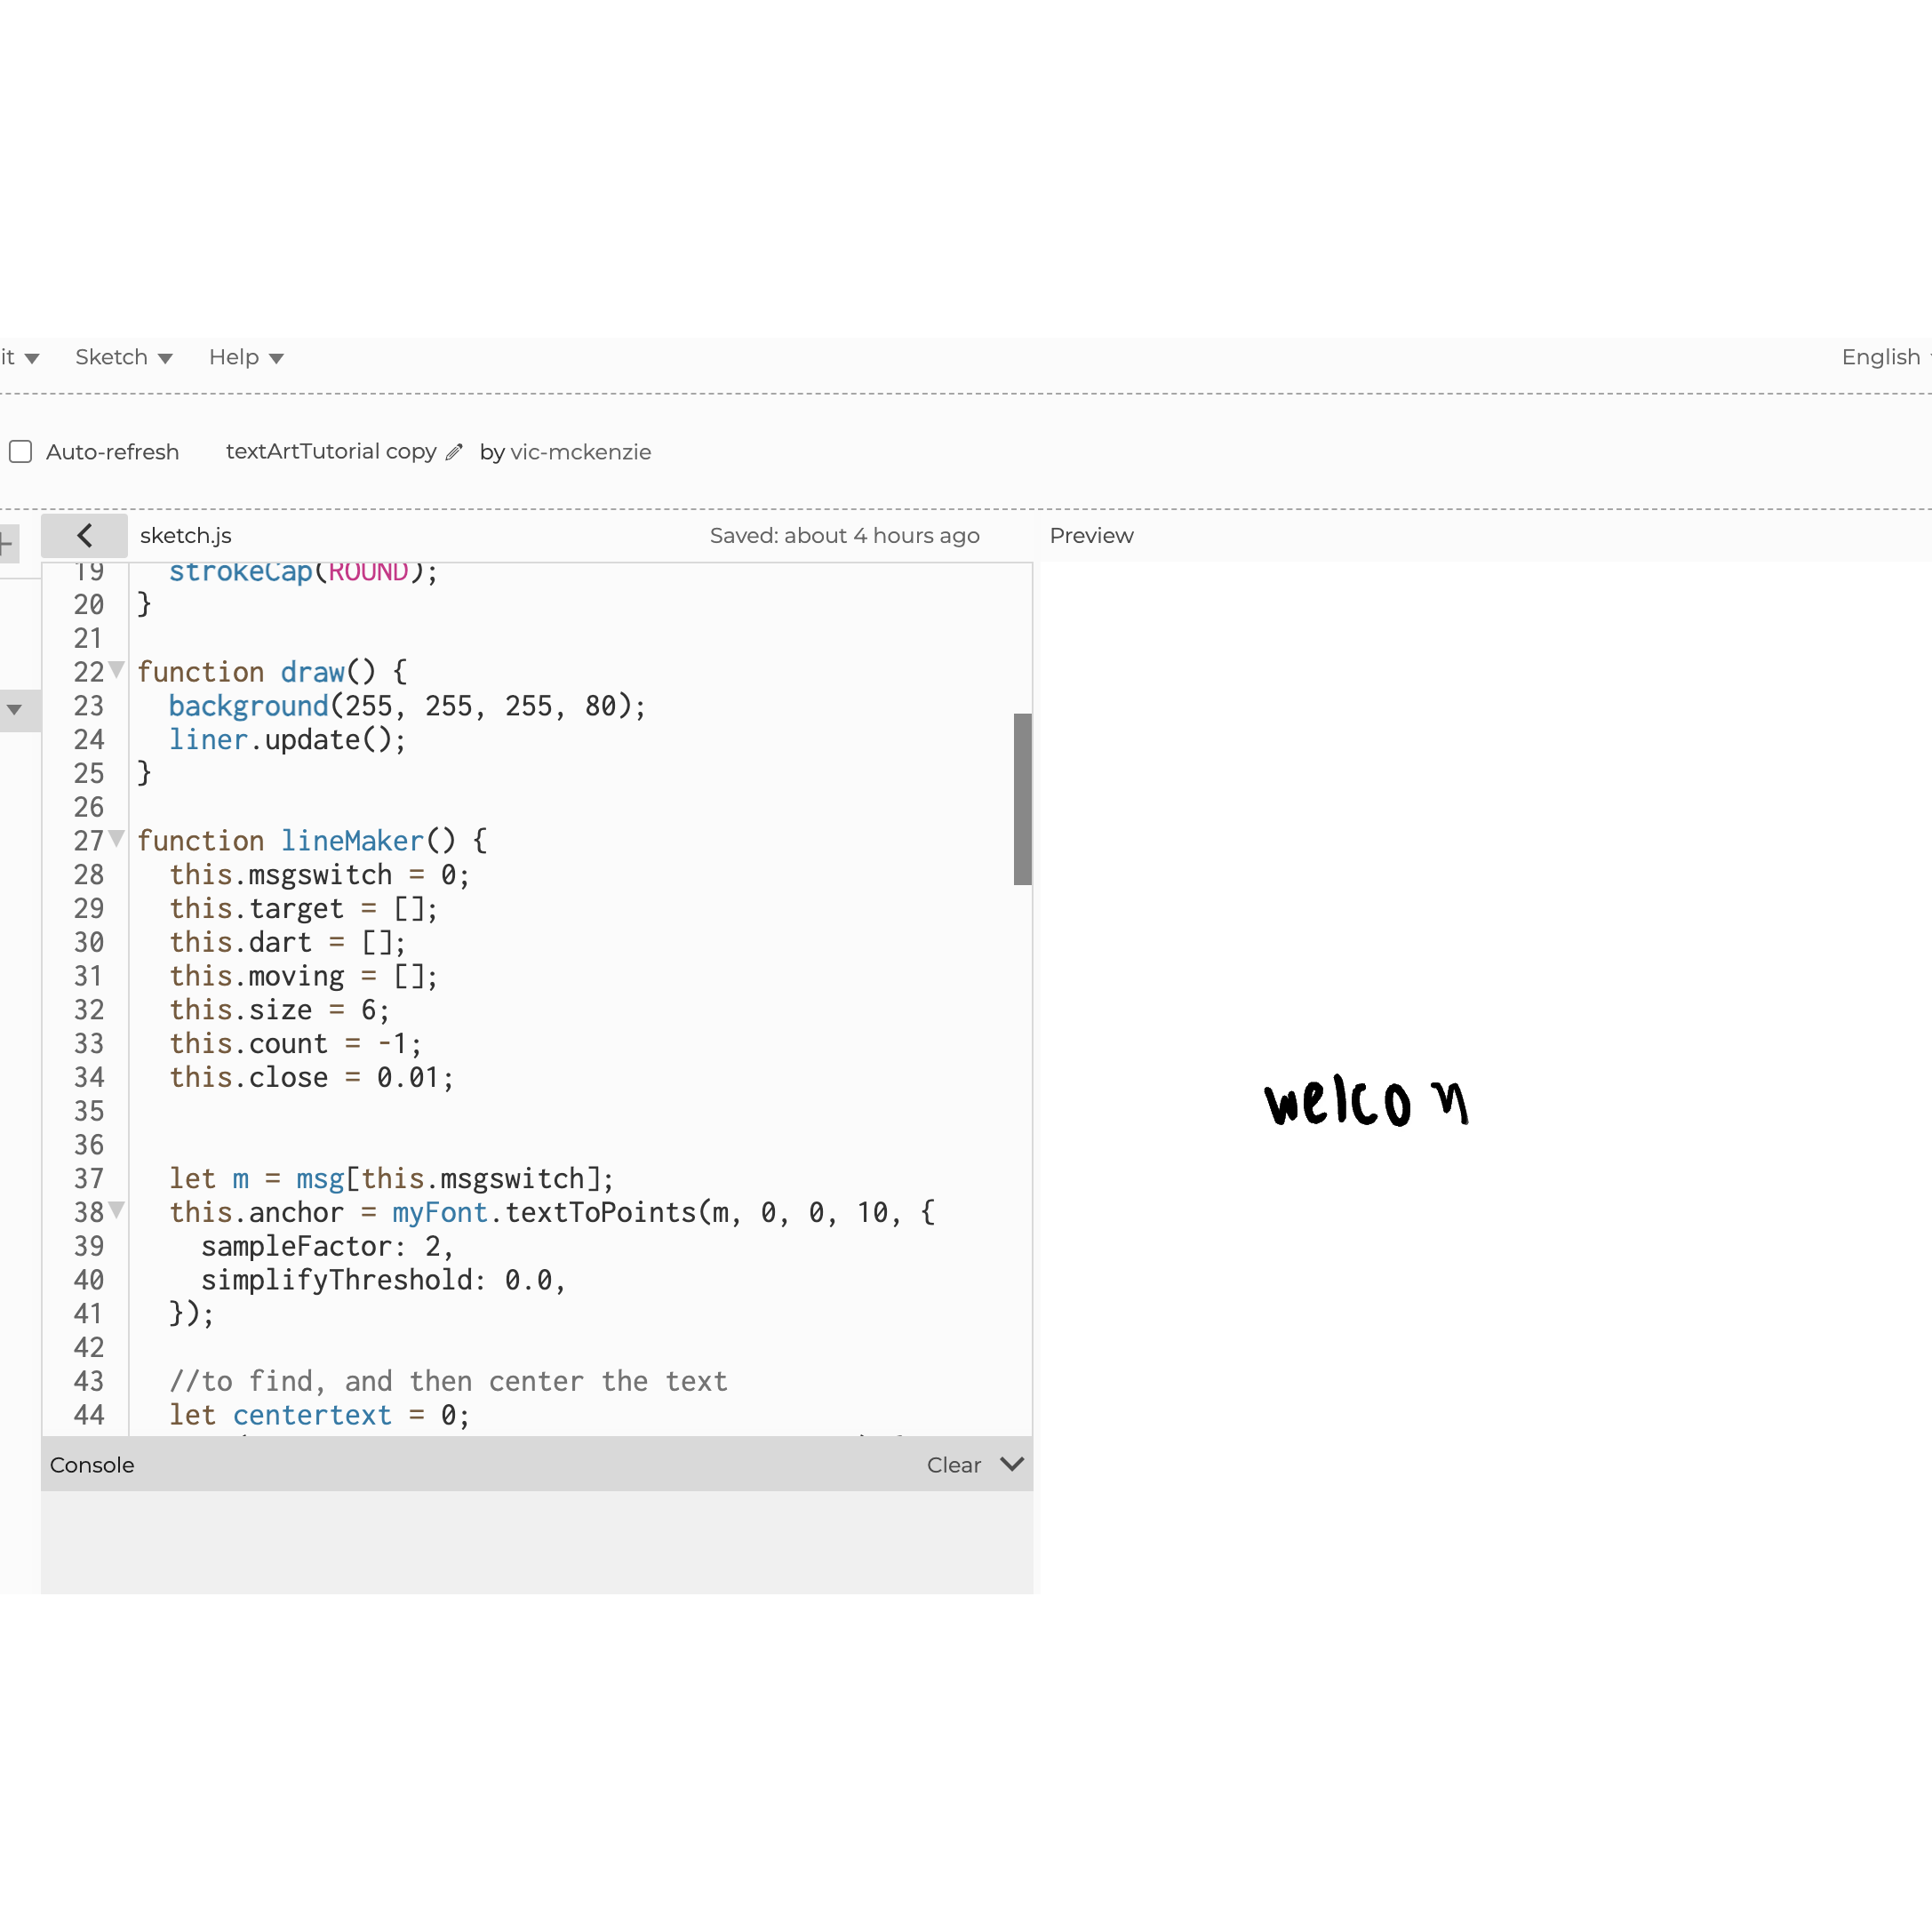 it Sketch Help English
Auto-refresh textArtTutorial copy by vic-mckenzie
sketch.js Saved: about 4 hours ago Preview
19   strokeCap(ROUND);
20 }
21
22 function draw() {
23   background(255, 255, 255, 80);
24   liner.update();
25 }
26
27 function lineMaker() {
28   this.msgswitch = 0;
29   this.target = [];
30   this.dart = [];
31   this.moving = [];
32   this.size = 6;
33   this.count = -1;
34   this.close = 0.01;
35
36
37   let m = msg[this.msgswitch];
38   this.anchor = myFont.textToPoints(m, 0, 0, 10, {
39     sampleFactor: 2,
40     simplifyThreshold: 0.0,
41   });
42
43   //to find, and then center the text
44   let centertext = 0;
Console Clear
welco n